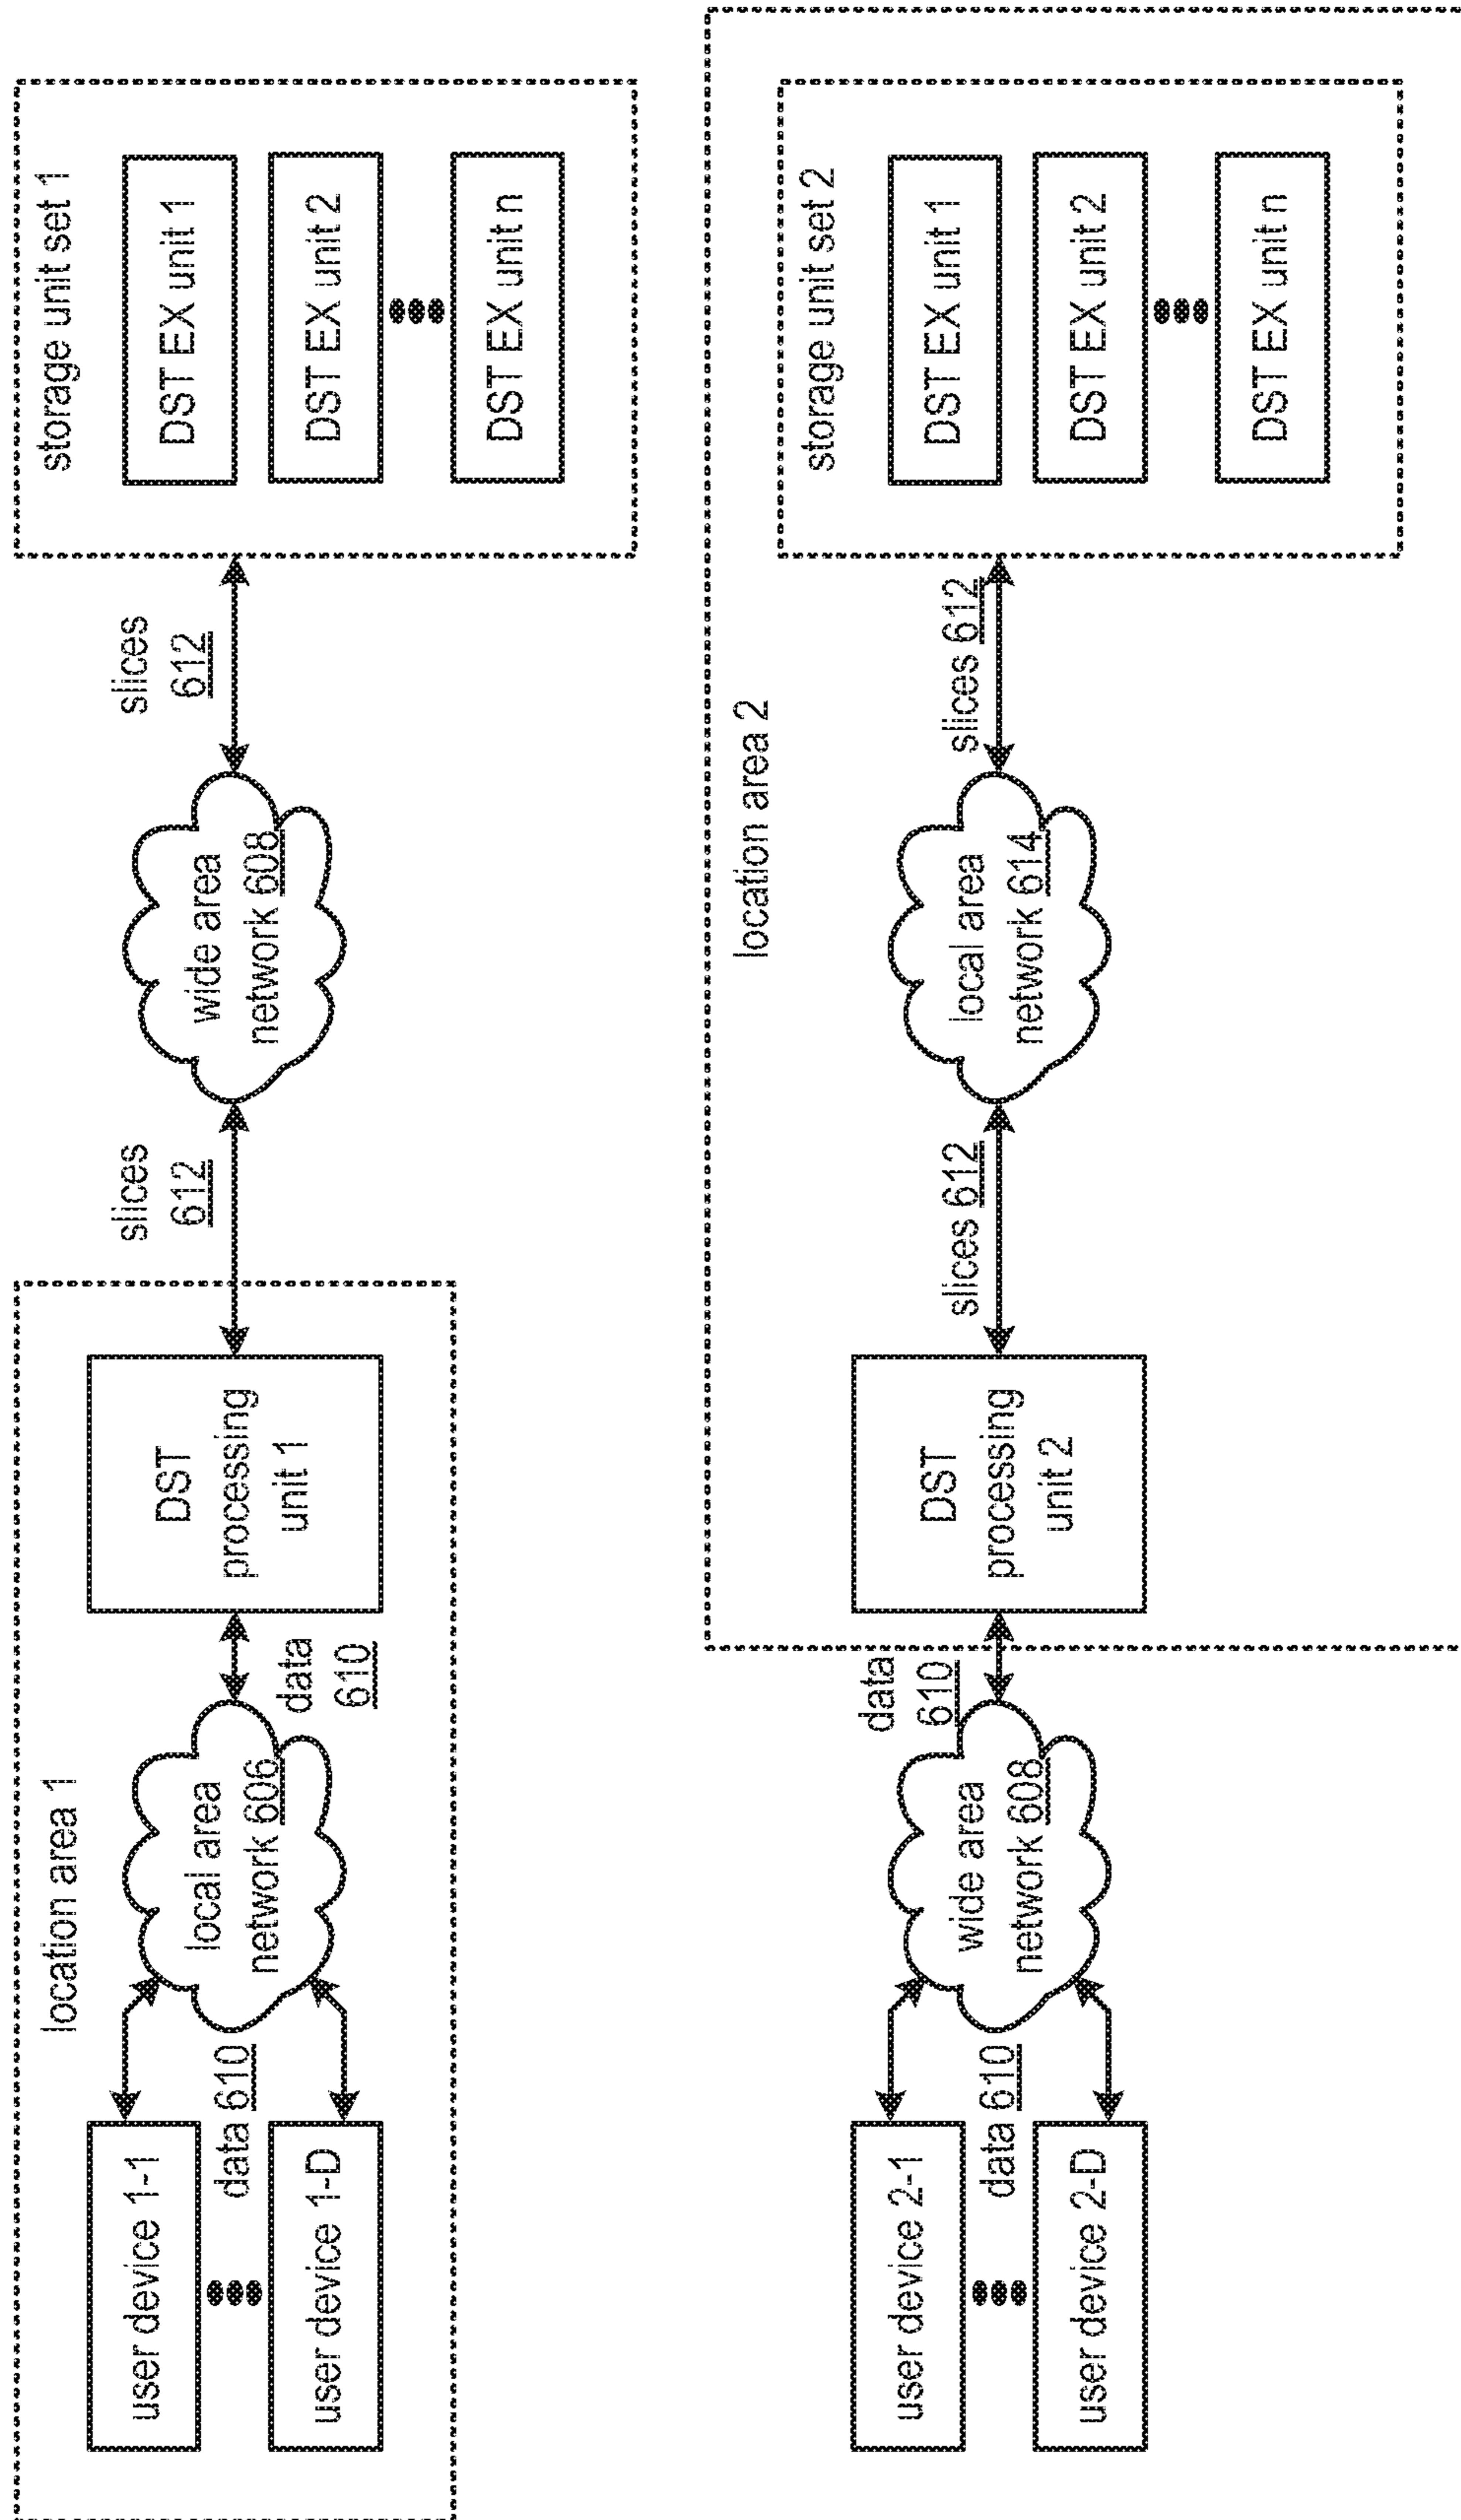 location area 1
user device 1-1
data 610
user device 1-D
local area
network 606
data
610
DST
processing
unit 1
slices
612
wide area
network 608
slices
612
storage unit set 1
DST EX unit 1
DST EX unit 2
DST EX unit n
user device 2-1
data 610
user device 2-D
wide area
network 608
data
610
location area 2
DST
processing
unit 2
slices 612
local area
network 614
slices 612
storage unit set 2
DST EX unit 1
DST EX unit 2
DST EX unit n